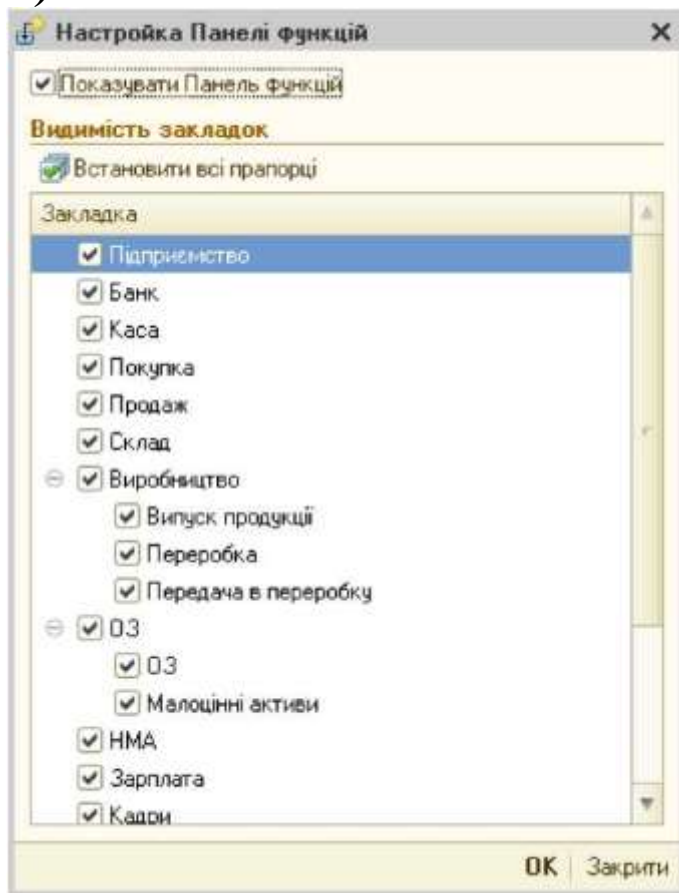 Настройка Панелі функцій
Показувати Панель функцій
Видимість закладок
Встановити всі прапорці
Закладка
Підприємство
Банк
Каса
Покупка
Продаж
Склад
Виробництво
Випуск продукції
Переробка
Передача в переробку
ОЗ
ОЗ
Малоцінні активи
НМА
Зарплата
Кадри
OK Закрити